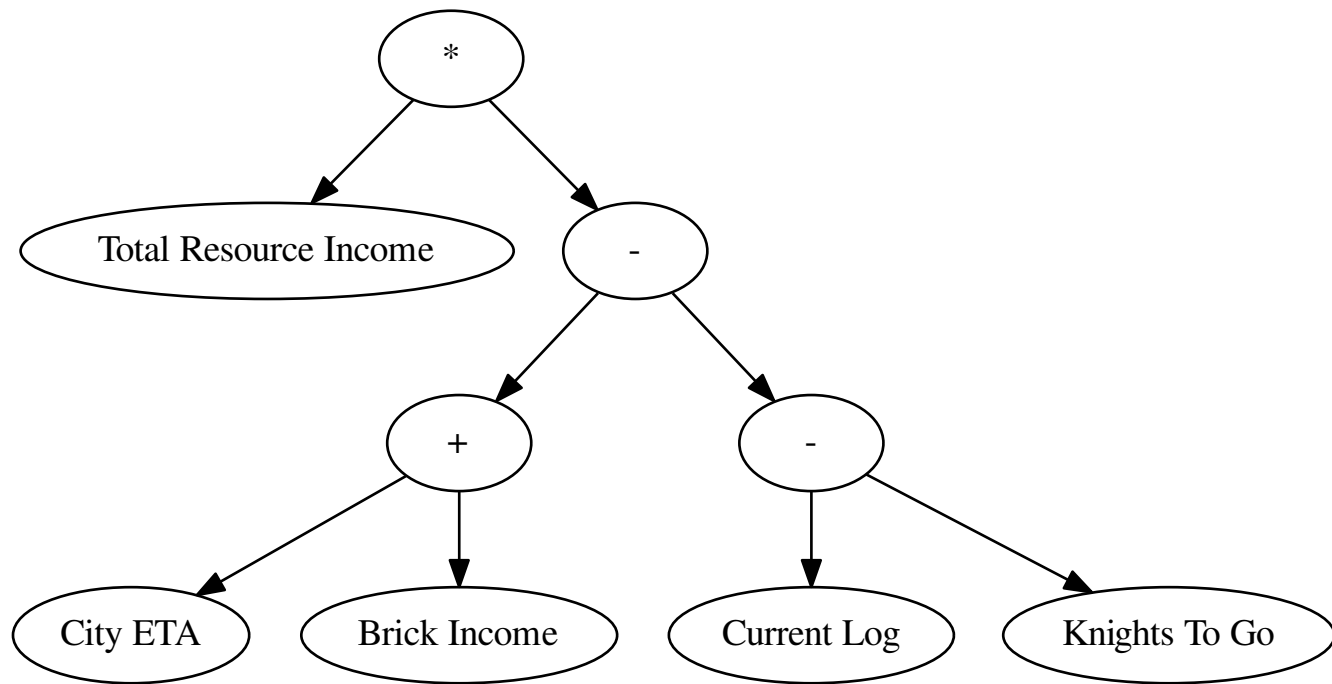 *
Total Resource Income
-
+
-
City ETA
Brick Income
Current Log
Knights To Go